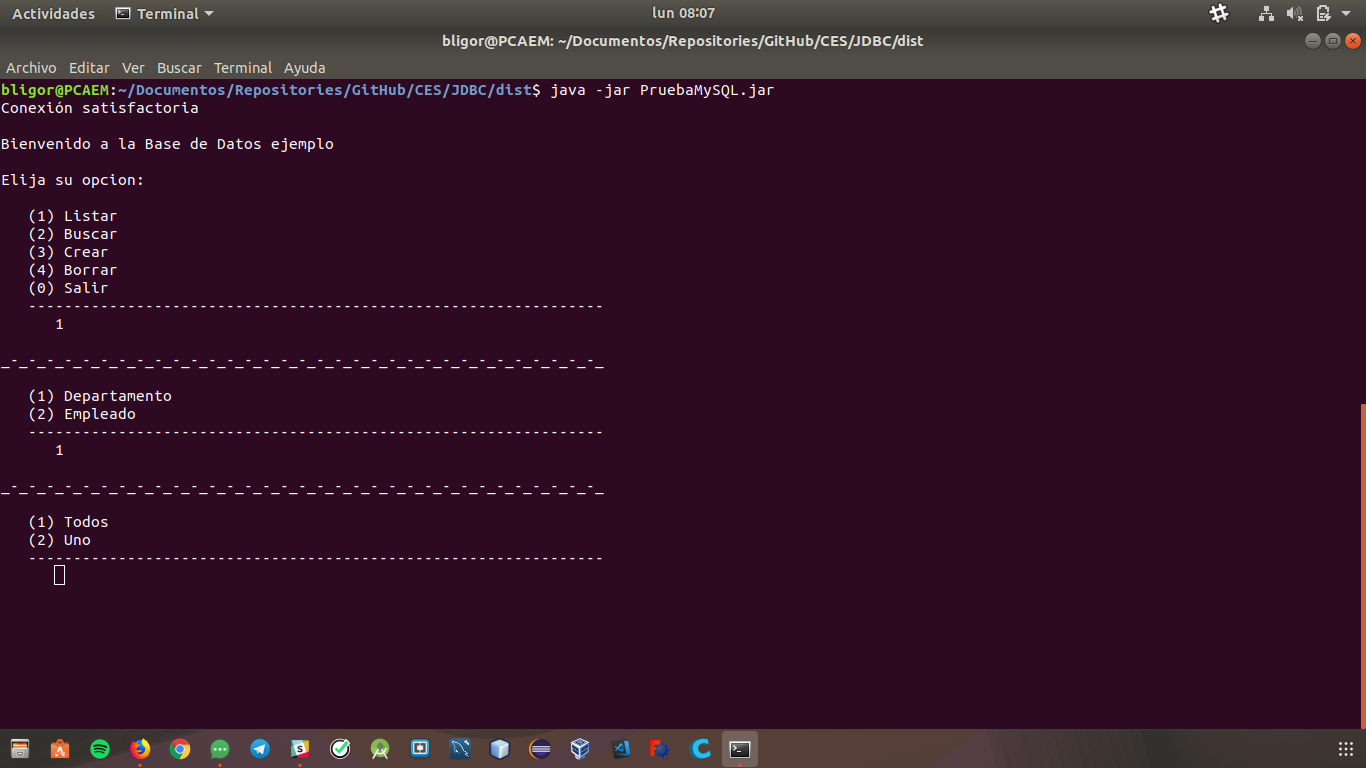 Actividades Terminal lun 08:07
bligor@PCAEM: ~/Documentos/Repositories/GitHub/CES/JDBC/dist
Archivo Editar Ver Buscar Terminal Ayuda
bligor@PCAEM:~/Documentos/Repositories/GitHub/CES/JDBC/dist$ java -jar PruebaMySQL.jar
Conexión satisfactoria
Bienvenido a la Base de Datos ejemplo
Elija su opcion:
(1) Listar
(2) Buscar
(3) Crear
(4) Borrar
(0) Salir
----------------------------------------------------------------
1
_-_-_-_-_-_-_-_-_-_-_-_-_-_-_-_-_-_-_-_-_-_-_-_-_-_-_-_-_-_-_-_-_-_
(1) Departamento
(2) Empleado
----------------------------------------------------------------
1
_-_-_-_-_-_-_-_-_-_-_-_-_-_-_-_-_-_-_-_-_-_-_-_-_-_-_-_-_-_-_-_-_-_
(1) Todos
(2) Uno
----------------------------------------------------------------